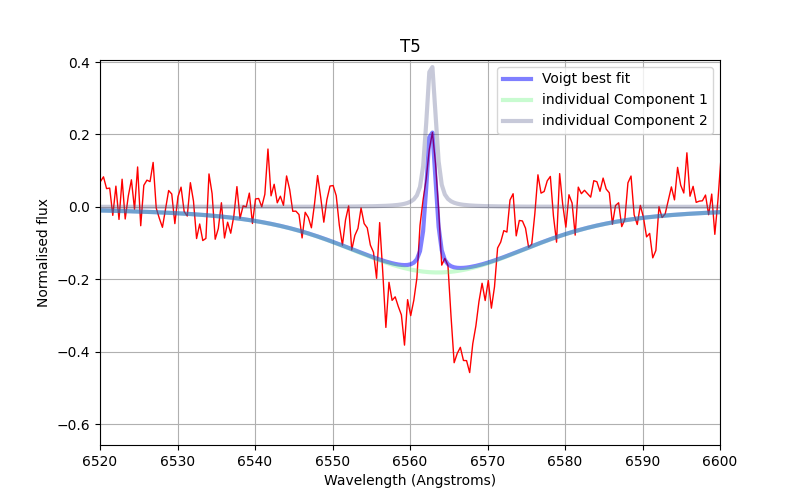 T5
Voigt best fit
individual Component 1
individual Component 2
0.4
0.2
0.0
−0.2
−0.4
−0.6
Normalised flux
6520 6530 6540 6550 6560 6570 6580 6590 6600
Wavelength (Angstroms)